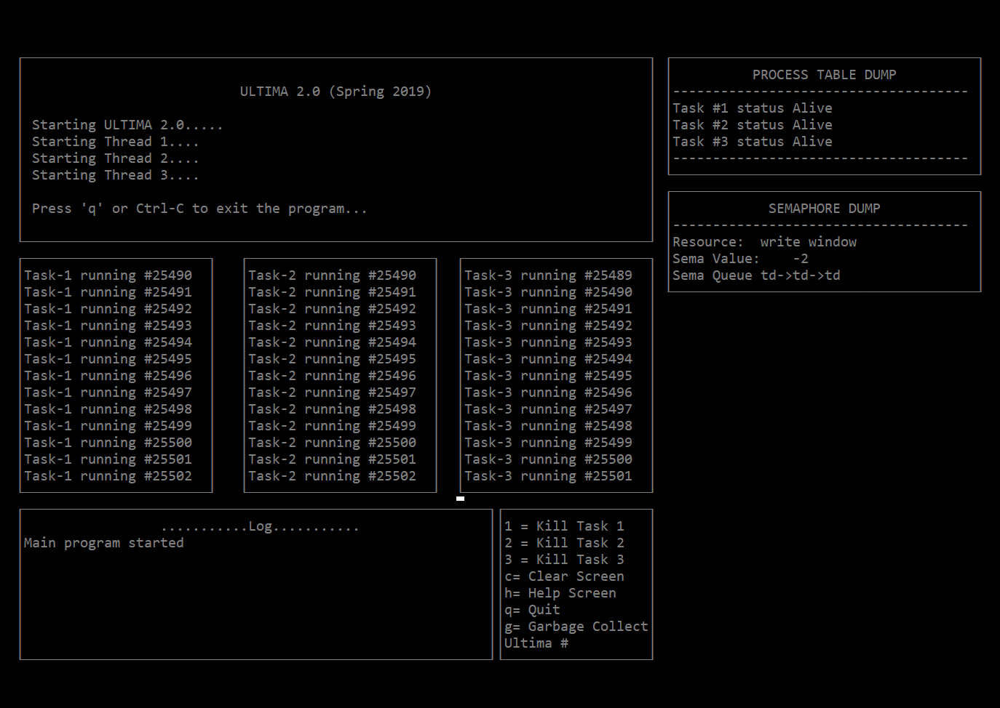 ULTIMA 2.0 (Spring 2019)
Starting ULTIMA 2.0.....
Starting Thread 1....
Starting Thread 2....
Starting Thread 3....
Press 'q' or Ctrl-C to exit the program...
PROCESS TABLE DUMP
-------------------------------------
Task #1 status Alive
Task #2 status Alive
Task #3 status Alive
-------------------------------------
SEMAPHORE DUMP
-------------------------------------
Resource:  write window
Sema Value:    -2
Sema Queue td->td->td
Task-1 running #25490
Task-1 running #25491
Task-1 running #25492
Task-1 running #25493
Task-1 running #25494
Task-1 running #25495
Task-1 running #25496
Task-1 running #25497
Task-1 running #25498
Task-1 running #25499
Task-1 running #25500
Task-1 running #25501
Task-1 running #25502
Task-2 running #25490
Task-2 running #25491
Task-2 running #25492
Task-2 running #25493
Task-2 running #25494
Task-2 running #25495
Task-2 running #25496
Task-2 running #25497
Task-2 running #25498
Task-2 running #25499
Task-2 running #25500
Task-2 running #25501
Task-2 running #25502
Task-3 running #25489
Task-3 running #25490
Task-3 running #25491
Task-3 running #25492
Task-3 running #25493
Task-3 running #25494
Task-3 running #25495
Task-3 running #25496
Task-3 running #25497
Task-3 running #25498
Task-3 running #25499
Task-3 running #25500
Task-3 running #25501
...........Log...........
Main program started
1 = Kill Task 1
2 = Kill Task 2
3 = Kill Task 3
c= Clear Screen
h= Help Screen
q= Quit
g= Garbage Collect
Ultima #